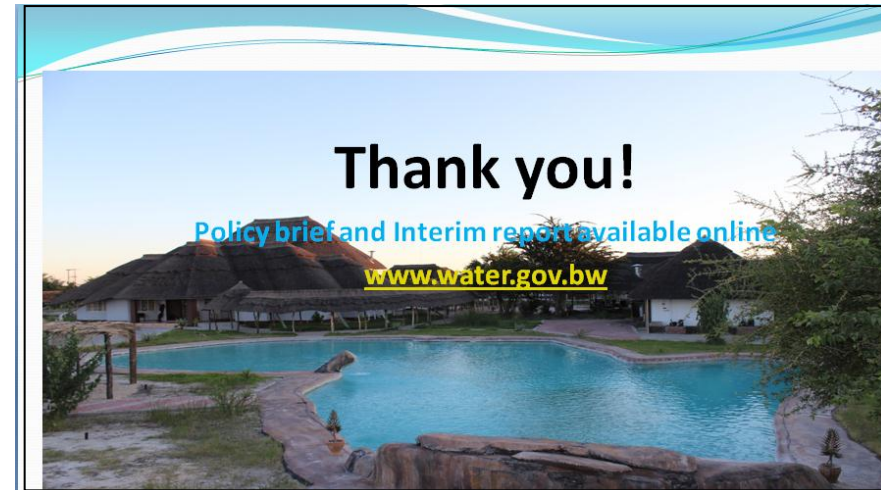 Thank you!
Policy brief and Interim report available online
www.water.gov.bw